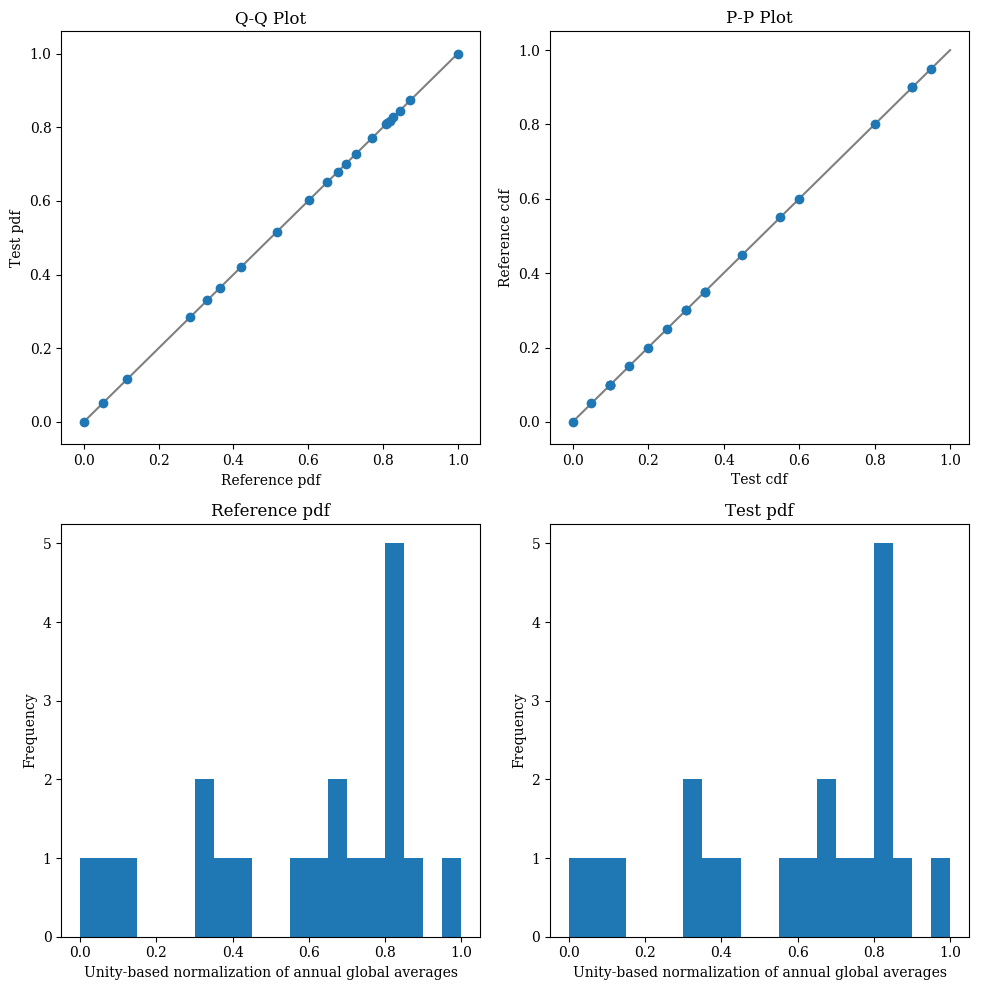 Q-Q Plot
1.0
0.8
0.6
0.4
0.2
0.0
Test pdf
0.0 0.2 0.4 0.6 0.8 1.0
Reference pdf
P-P Plot
1.0
0.8
0.6
0.4
0.2
0.0
Reference cdf
0.0 0.2 0.4 0.6 0.8 1.0
Test cdf
Reference pdf
5
4
3
2
1
0
Frequency
0.0 0.2 0.4 0.6 0.8 1.0
Unity-based normalization of annual global averages
Test pdf
5
4
3
2
1
0
Frequency
0.0 0.2 0.4 0.6 0.8 1.0
Unity-based normalization of annual global averages